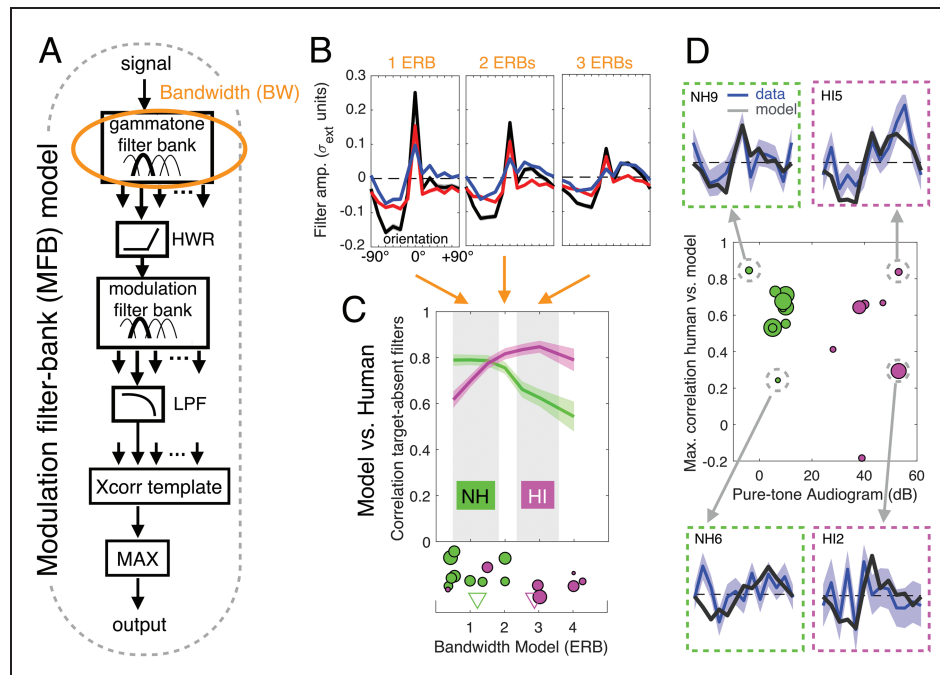 A
Modulation filter-bank (MFB) model
signal
Bandwidth (BW)
gammatone
filter bank
HWR
modulation
filter bank
...
LPF
...
Xcorr template
MAX
output
B
1 ERB
2 ERBs
3 ERBs
Filter amp. (σext units)
0.3
0.2
0.1
0
-0.1
-0.2
orientation
-90°
0°
+90°
C
Model vs. Human
Correlation target-absent filters
1
0.8
0.6
0.4
0.2
0
NH
HI
1
2
3
4
Bandwidth Model (ERB)
D
NH9
data
model
HI5
Max. correlation human vs. model
1
0.8
0.6
0.4
0.2
0
-0.2
0
20
40
60
Pure-tone Audiogram (dB)
NH6
HI2